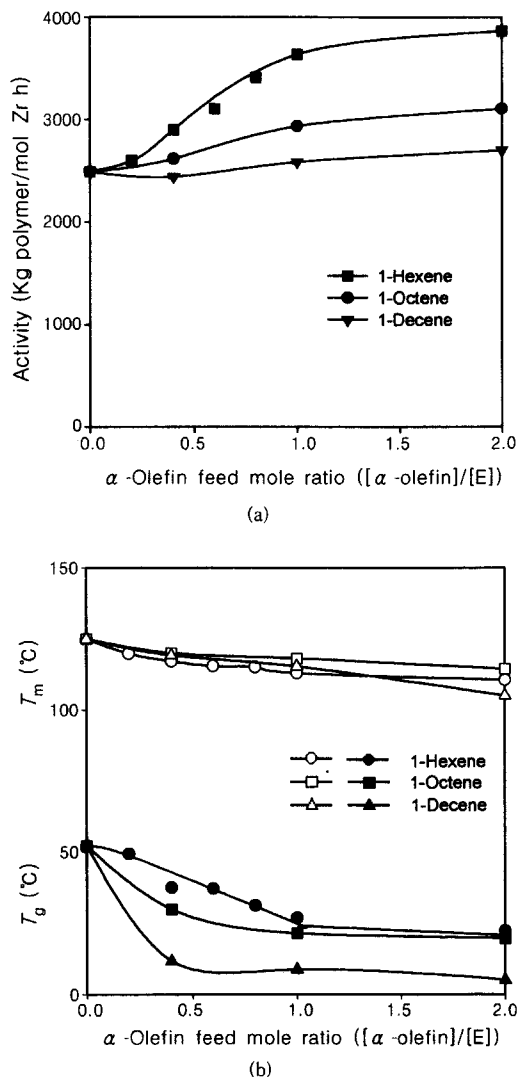 4000
3000
2000
1000
0
Activity (Kg polymer/mol Zr h)
1-Hexene
1-Octene
1-Decene
0.0 0.5 1.0 1.5 2.0
α-Olefin feed mole ratio ([α-olefin]/[E])
(a)
150
100
50
0
Tm (℃)
Tg (℃)
1-Hexene
1-Octene
1-Decene
0.0 0.5 1.0 1.5 2.0
α-Olefin feed mole ratio ([α-olefin]/[E])
(b)